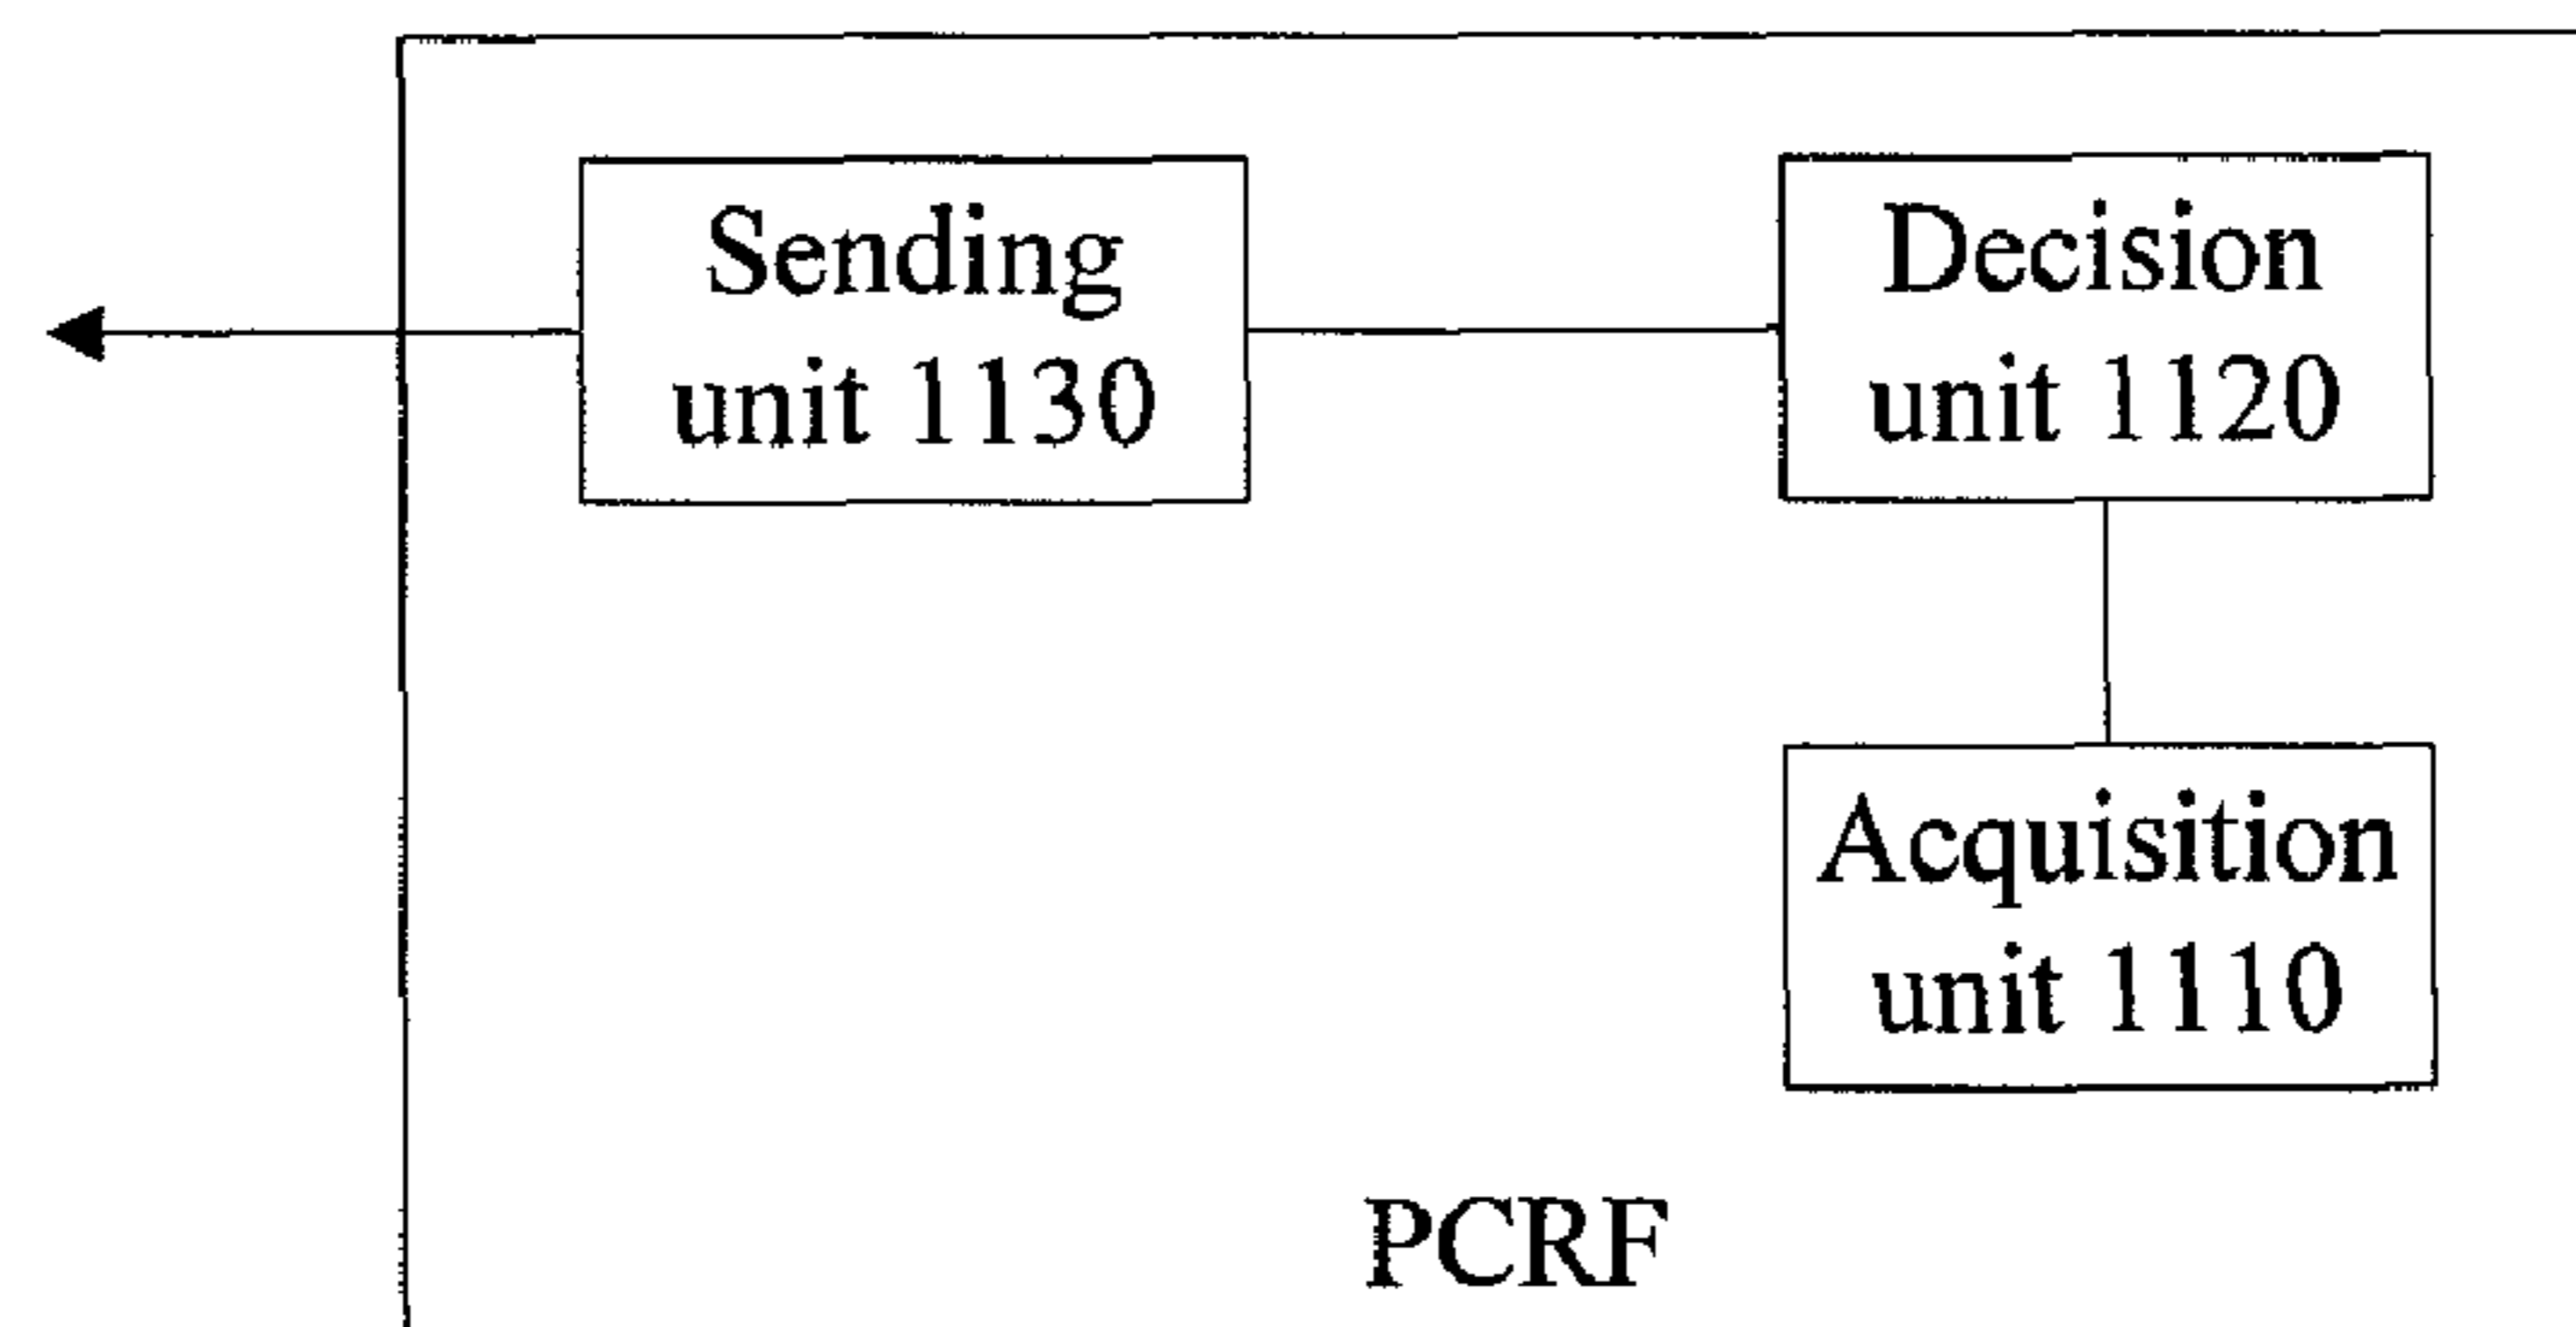 Sending
unit 1130
Decision
unit 1120
Acquisition
unit 1110
PCRF